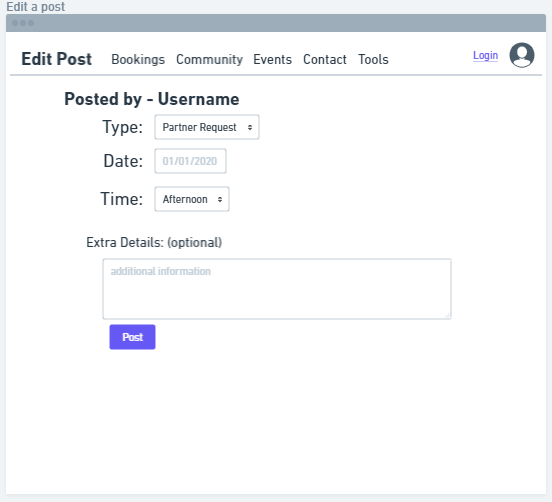 Edit a post
Edit Post Bookings Community Events Contact Tools Login
Posted by - Username
Type: Partner Request
Date: 01/01/2020
Time: Afternoon
Extra Details: (optional)
additional information
Post